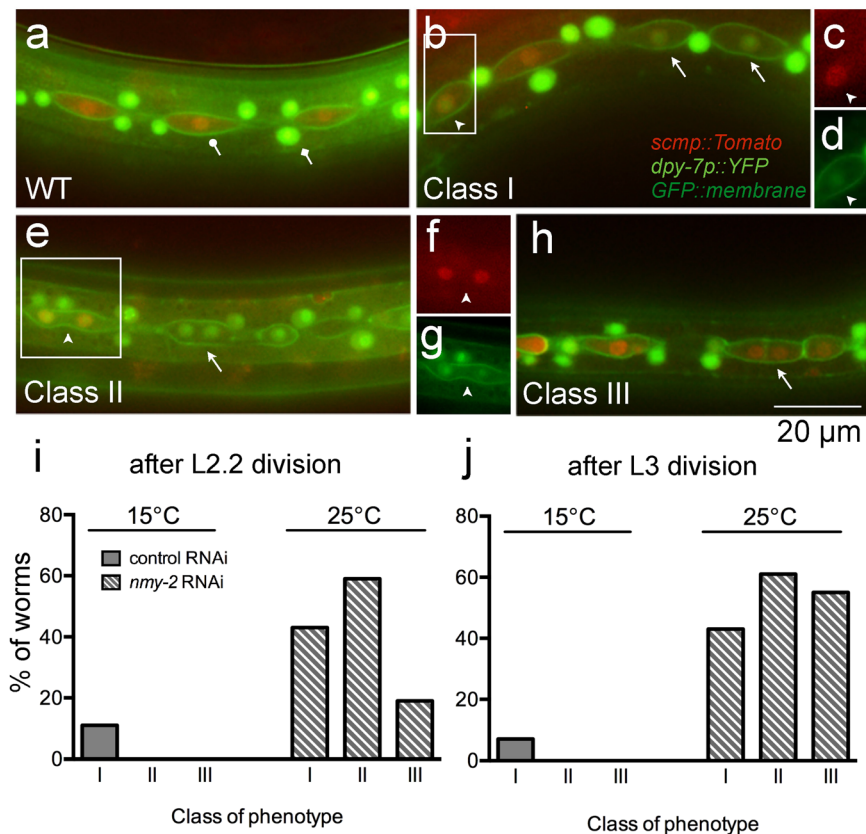 a
WT
b
Class I
scmp::Tomato
dpy-7p::YFP
GFP::membrane
c
d
e
Class II
f
g
h
Class III
20 µm
i
after L2.2 division
15°C
25°C
control RNAi
nmy-2 RNAi
% of worms
80
60
40
20
0
I II III
I II III
Class of phenotype
j
after L3 division
15°C
25°C
80
60
40
20
0
I II III
I II III
Class of phenotype